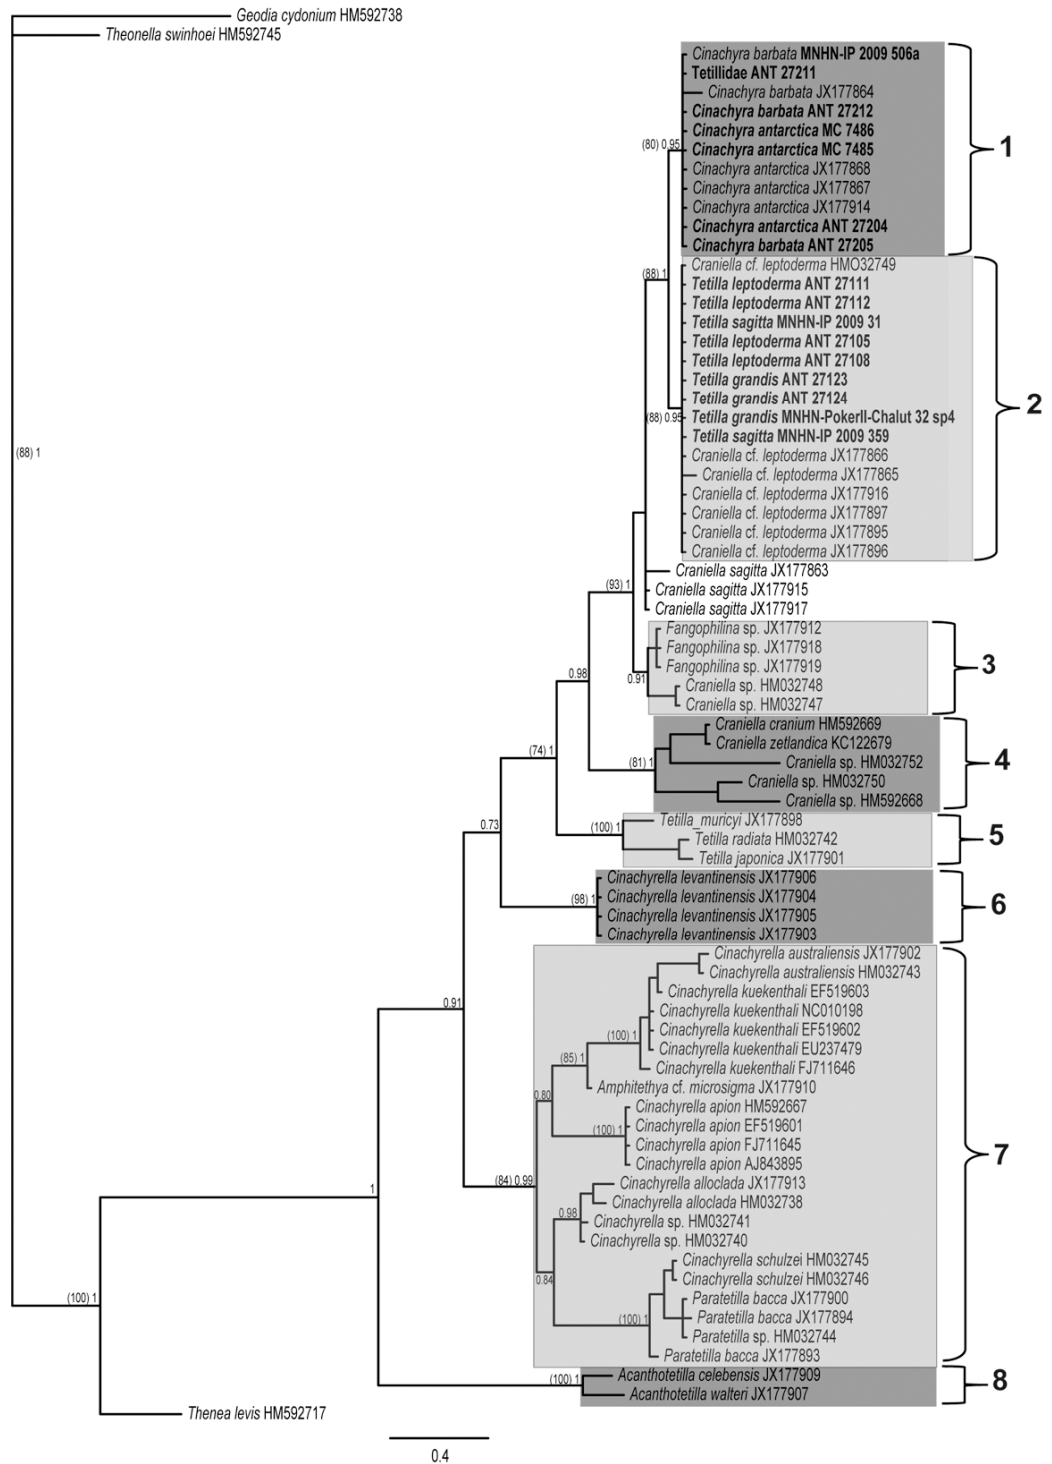 Geodia cydonium HM592738
Theonella swinhoei HM592745
Cinachyra barbata MNHN-IP 2009 506a
Tetillidae ANT 27211
Cinachyra barbata JX177864
Cinachyra barbata ANT 27212
Cinachyra antarctica MC 7486
(80) 0.95
Cinachyra antarctica MC 7485
1
Cinachyra antarctica JX177868
Cinachyra antarctica JX177867
Cinachyra antarctica JX177914
Cinachyra antarctica ANT 27204
Cinachyra barbata ANT 27205
Craniella cf. leptoderma HMO32749
(88) 1
Tetilla leptoderma ANT 27111
Tetilla leptoderma ANT 27112
Tetilla sagitta MNHN-IP 2009 31
Tetilla leptoderma ANT 27105
Tetilla leptoderma ANT 27108
Tetilla grandis ANT 27123
Tetilla grandis ANT 27124
2
(88) 0.95
Tetilla grandis MNHN-PokerII-Chalut 32 sp4
Tetilla sagitta MNHN-IP 2009 359
(88) 1
Craniella cf. leptoderma JX177866
Craniella cf. leptoderma JX177865
Craniella cf. leptoderma JX177916
Craniella cf. leptoderma JX177897
Craniella cf. leptoderma JX177895
Craniella cf. leptoderma JX177896
Craniella sagitta JX177863
(93) 1
Craniella sagitta JX177915
Craniella sagitta JX177917
Fangophilina sp. JX177912
Fangophilina sp. JX177918
Fangophilina sp. JX177919
3
0.98
0.91
Craniella sp. HM032748
Craniella sp. HM032747
Craniella cranium HM592669
Craniella zetlandica KC122679
(74) 1
(81) 1
Craniella sp. HM032752
4
Craniella sp. HM032750
Craniella sp. HM592668
Tetilla_muricyi JX177898
0.73
(100) 1
Tetilla radiata HM032742
5
Tetilla japonica JX177901
Cinachyrella levantinensis JX177906
(98) 1
Cinachyrella levantinensis JX177904
6
Cinachyrella levantinensis JX177905
Cinachyrella levantinensis JX177903
Cinachyrella australiensis JX177902
Cinachyrella australiensis HM032743
Cinachyrella kuekenthali EF519603
0.91
Cinachyrella kuekenthali NC010198
Cinachyrella kuekenthali EF519602
(100) 1
Cinachyrella kuekenthali EU237479
(85) 1
Cinachyrella kuekenthali FJ711646
Amphitethya cf. microsigma JX177910
0.80
Cinachyrella apion HM592667
Cinachyrella apion EF519601
(100) 1
Cinachyrella apion FJ711645
7
Cinachyrella apion AJ843895
(84) 0.99
Cinachyrella alloclada JX177913
1
Cinachyrella alloclada HM032738
0.98
Cinachyrella sp. HM032741
Cinachyrella sp. HM032740
Cinachyrella schulzei HM032745
0.84
Cinachyrella schulzei HM032746
(100) 1
Paratetilla bacca JX177900
(100) 1
Paratetilla bacca JX177894
Paratetilla sp. HM032744
Paratetilla bacca JX177893
Acanthotetilla celebensis JX177909
(100) 1
8
Acanthotetilla walteri JX177907
Thenea levis HM592717
0.4